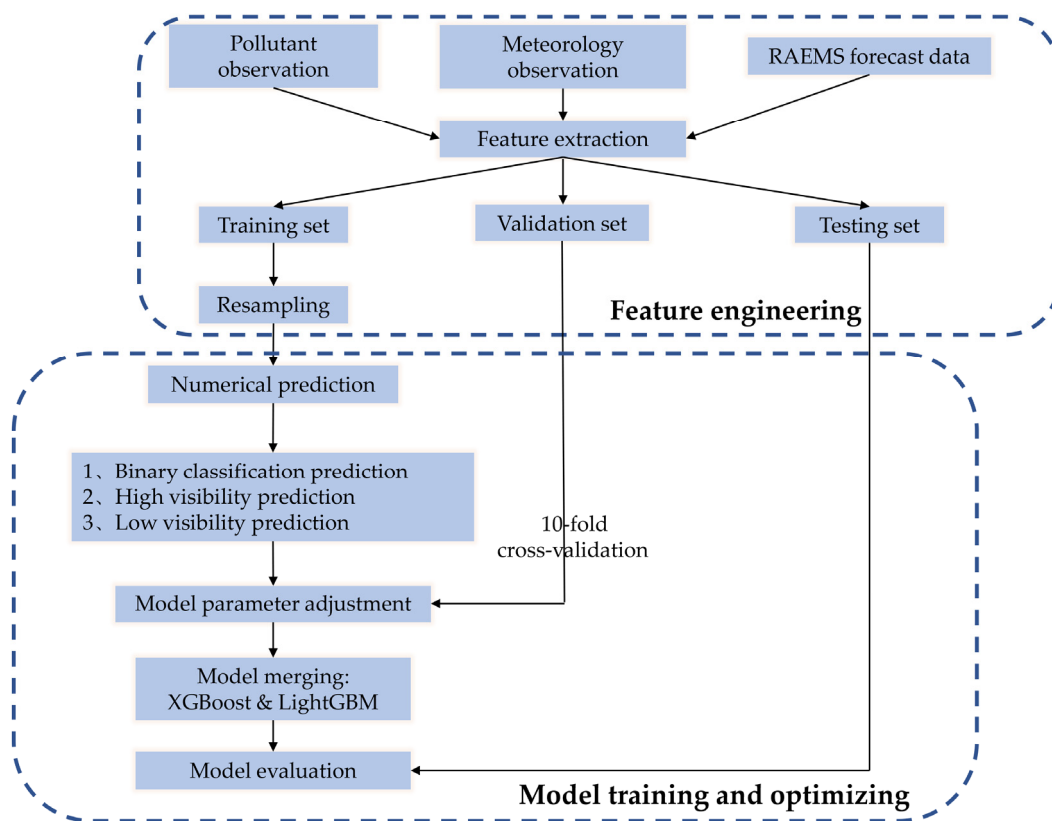 Pollutant
observation
Meteorology
observation
RAEMS forecast data
Feature extraction
Training set
Validation set
Testing set
Resampling
Feature engineering
Numerical prediction
1、Binary classification prediction
2、High visibility prediction
3、Low visibility prediction
10-fold
cross-validation
Model parameter adjustment
Model merging:
XGBoost & LightGBM
Model evaluation
Model training and optimizing